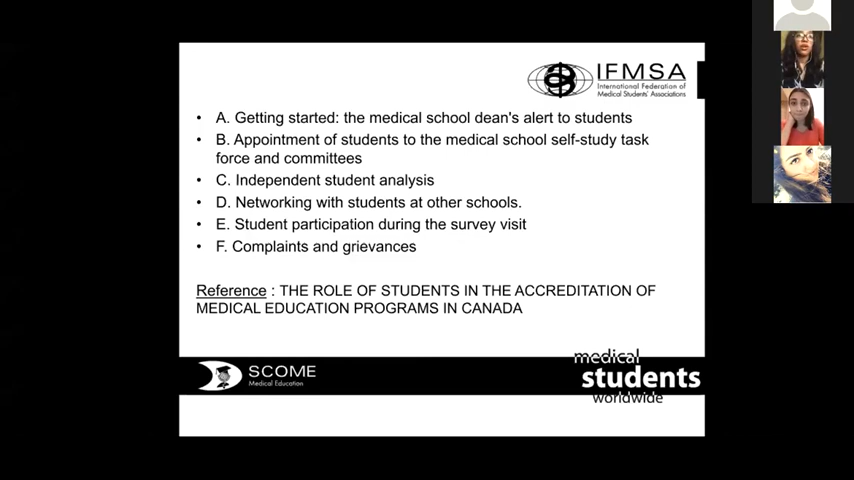 IFMSA
International Federation of
Medical Students' Associations
• A. Getting started: the medical school dean's alert to students
• B. Appointment of students to the medical school self-study task
force and committees
• C. Independent student analysis
• D. Networking with students at other schools.
• E. Student participation during the survey visit
• F. Complaints and grievances
Reference : THE ROLE OF STUDENTS IN THE ACCREDITATION OF
MEDICAL EDUCATION PROGRAMS IN CANADA
SCOME
Medical Education
medical
students
worldwide